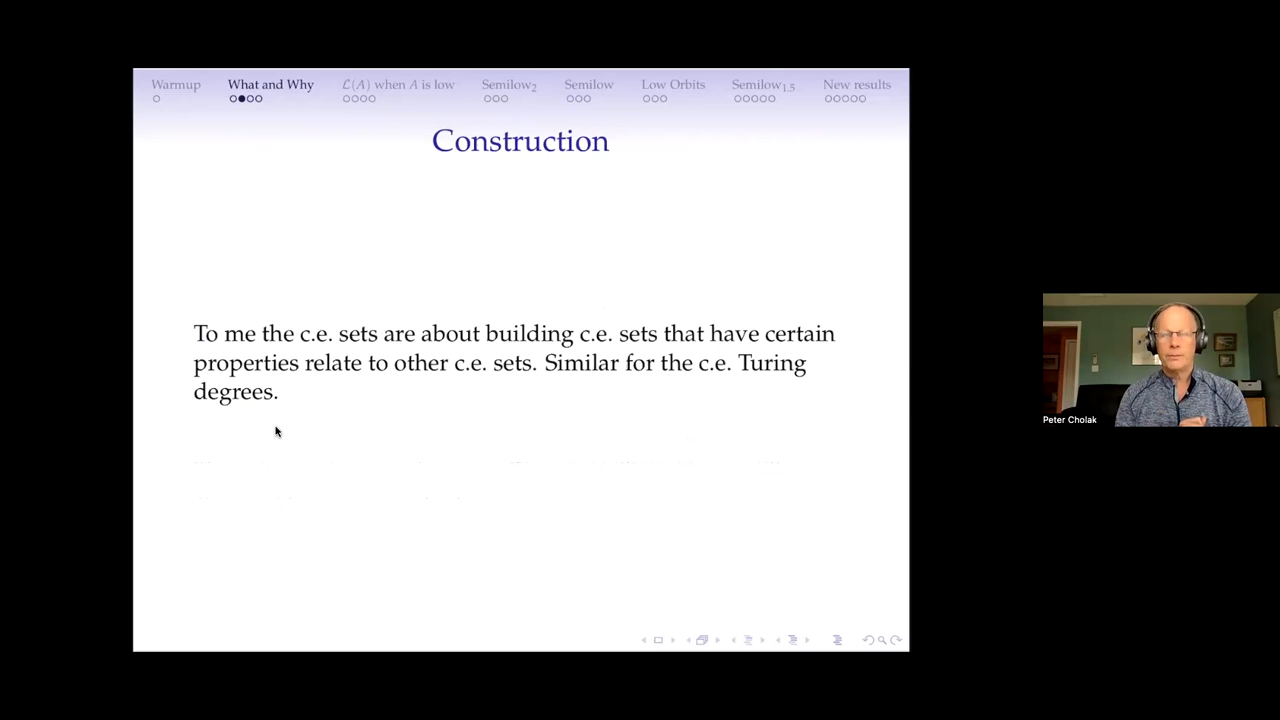 Warmup What and Why ℒ(A) when A is low Semilow₂ Semilow Low Orbits Semilow₁.₅ New results
Construction
To me the c.e. sets are about building c.e. sets that have certain
properties relate to other c.e. sets. Similar for the c.e. Turing
degrees.
Peter Cholak